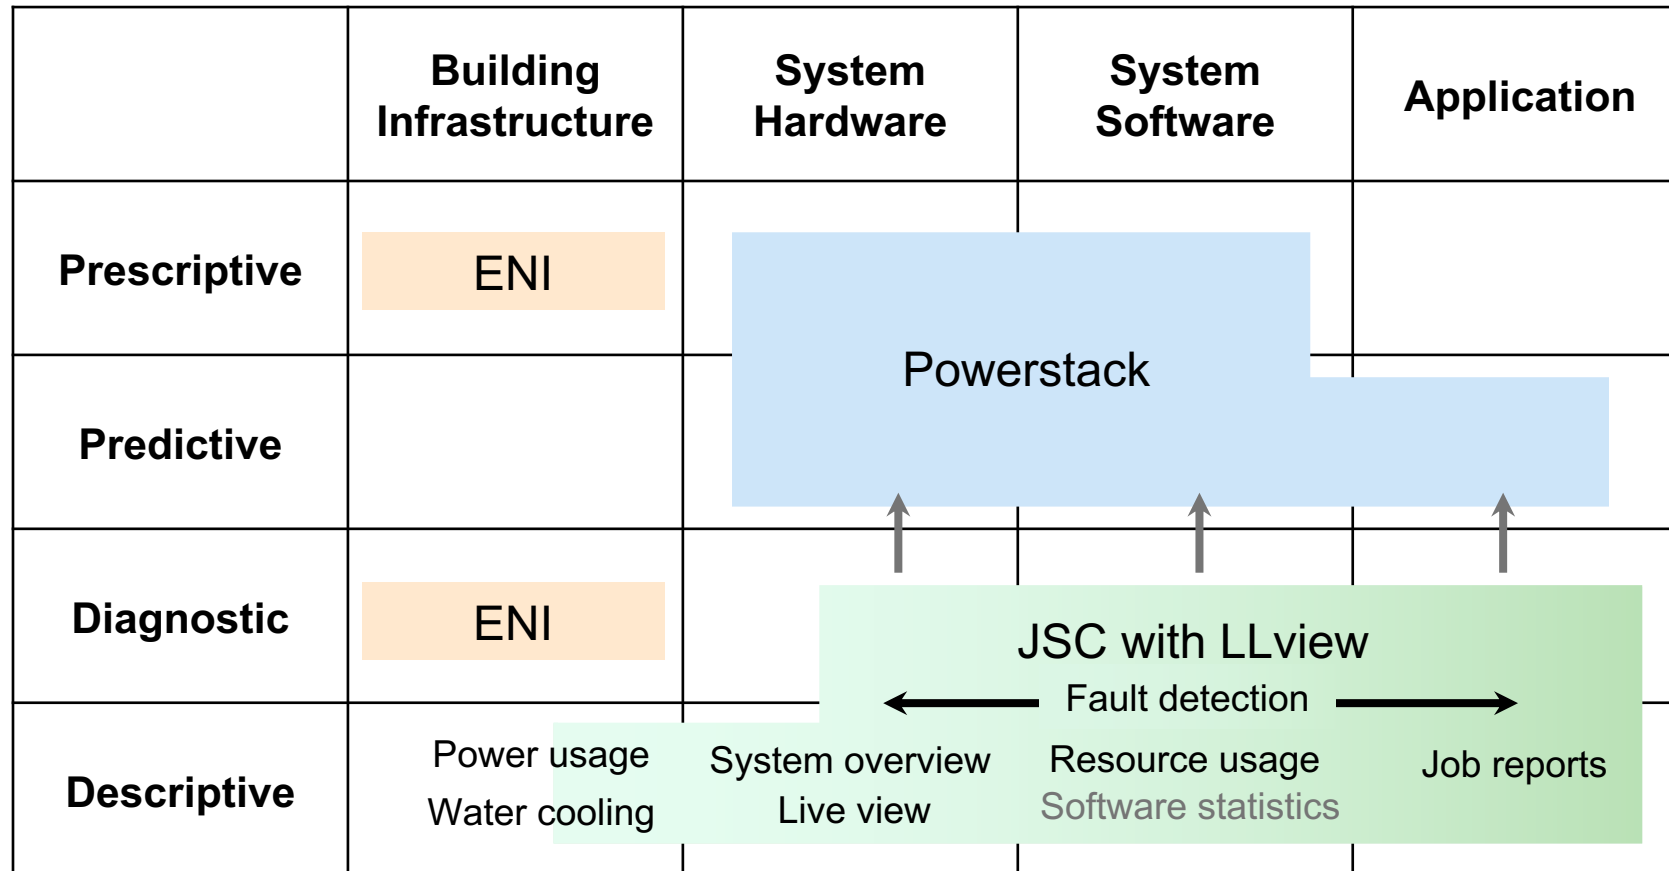 Building
Infrastructure
System
Hardware
System
Software
Application
Prescriptive
ENI
Powerstack
Predictive
Diagnostic
ENI
JSC with LLview
Fault detection
Descriptive
Power usage
Water cooling
System overview
Live view
Resource usage
Software statistics
Job reports